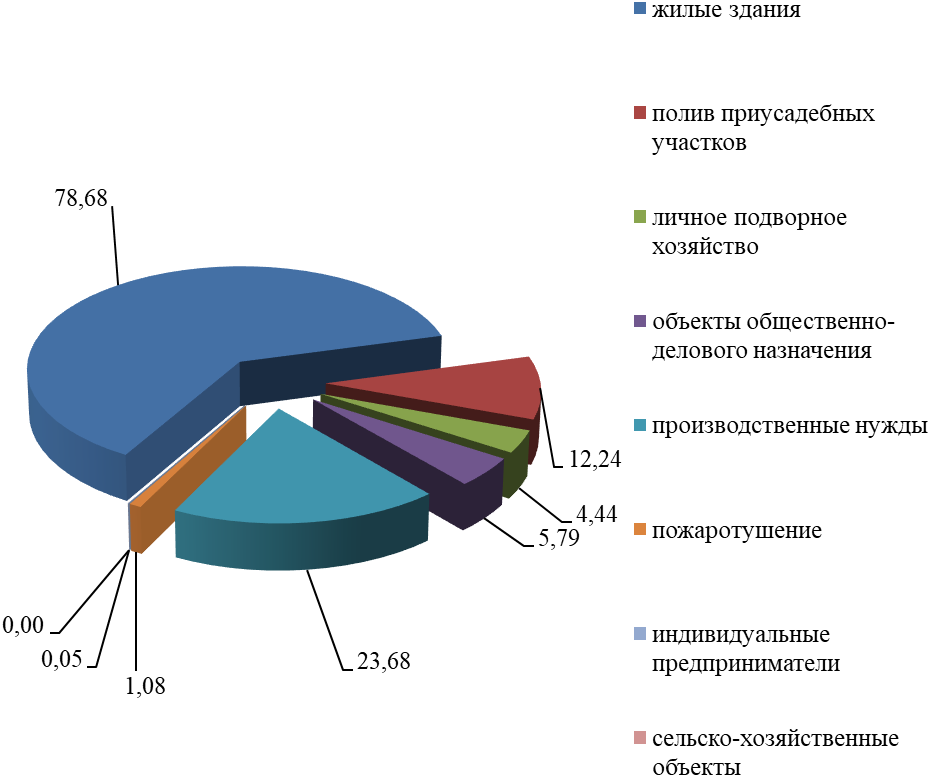 жилые здания
полив приусадебных
участков
личное подворное
хозяйство
объекты общественно-
делового назначения
производственные нужды
пожаротушение
индивидуальные
предприниматели
сельско-хозяйственные
объекты
78,68
12,24
4,44
5,79
23,68
1,08
0,05
0,00